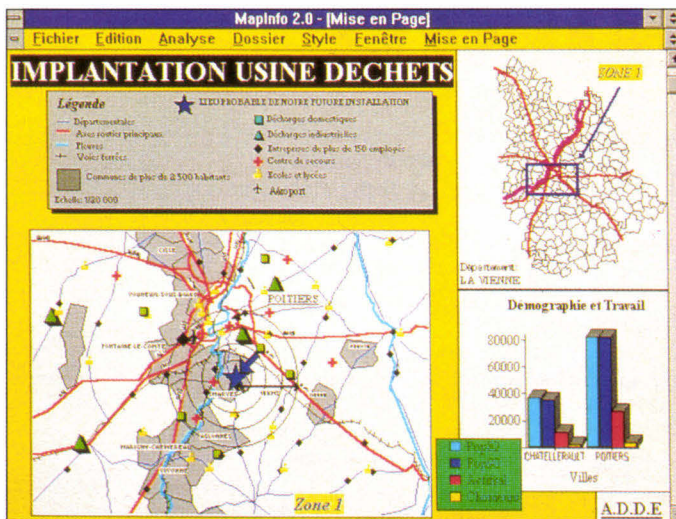 MapInfo 2.0 - [Mise en Page]
Fichier Edition Analyse Dossier Style Fenêtre Mise en Page
IMPLANTATION USINE DECHETS
Légende
LIEU PROBABLE DE NOTRE FUTURE INSTALLATION
Départementales
Axes routiers principaux
Fleuves
Voies ferrées
Communes de plus de 2 500 habitants
Echelle: 1/20 000
Décharges domestiques
Décharges industrielles
Entreprises de plus de 150 employés
Centre de secours
Ecoles et lycées
Aéroport
ZONE 1
Département:
LA VIENNE
POITIERS
FONTAINE-LE-COMTE
Zone 1
Demographie et Travail
80000
60000
40000
20000
CHATELLERAULT POITIERS
Villes
A.D.D.E